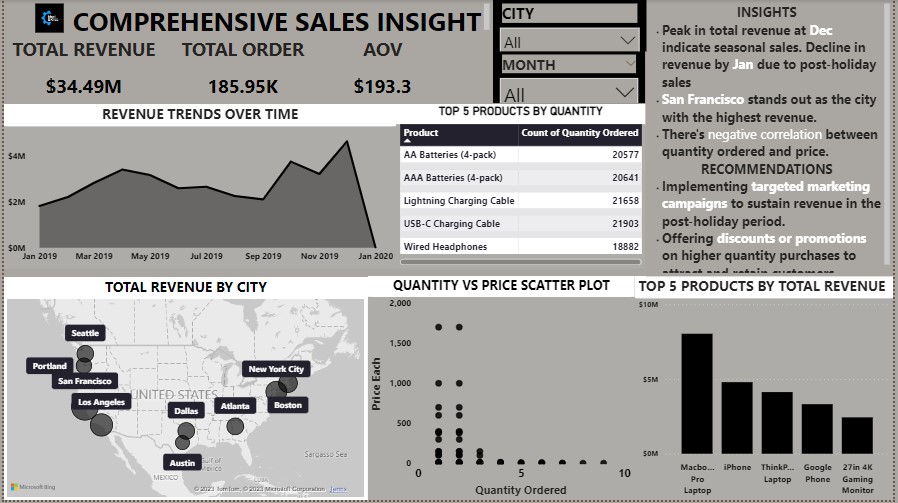 COMPREHENSIVE SALES INSIGHT
TOTAL REVENUE
TOTAL ORDER
AOV
$34.49M
185.95K
$193.3
CITY
All
MONTH
All
INSIGHTS
· Peak in total revenue at Dec
indicate seasonal sales. Decline in
revenue by Jan due to post-holiday
sales
· San Francisco stands out as the city
with the highest revenue.
· There's negative correlation between
quantity ordered and price.
RECOMMENDATIONS
· Implementing targeted marketing
campaigns to sustain revenue in the
post-holiday period.
· Offering discounts or promotions
on higher quantity purchases to
attract and retain customers
REVENUE TRENDS OVER TIME
$4M
$2M
$0M
Jan 2019
Mar 2019
May 2019
Jul 2019
Sep 2019
Nov 2019
Jan 2020
TOP 5 PRODUCTS BY QUANTITY
Product Count of Quantity Ordered
AA Batteries (4-pack) 20577
AAA Batteries (4-pack) 20641
Lightning Charging Cable 21658
USB-C Charging Cable 21903
Wired Headphones 18882
TOTAL REVENUE BY CITY
Seattle
Portland
San Francisco
Los Angeles
New York City
Boston
Dallas
Atlanta
Austin
UNITED STATES
Gulf of
México
MEXICO
Sargasso Sea
Microsoft Bing
© 2023 TomTom, © 2023 Microsoft Corporation Terms
QUANTITY VS PRICE SCATTER PLOT
Price Each
2,000
1,500
1,000
500
0
0
5
10
Quantity Ordered
TOP 5 PRODUCTS BY TOTAL REVENUE
$10M
$5M
$0M
Macbo...
Pro
Laptop
iPhone
ThinkP...
Laptop
Google
Phone
27in 4K
Gaming
Monitor